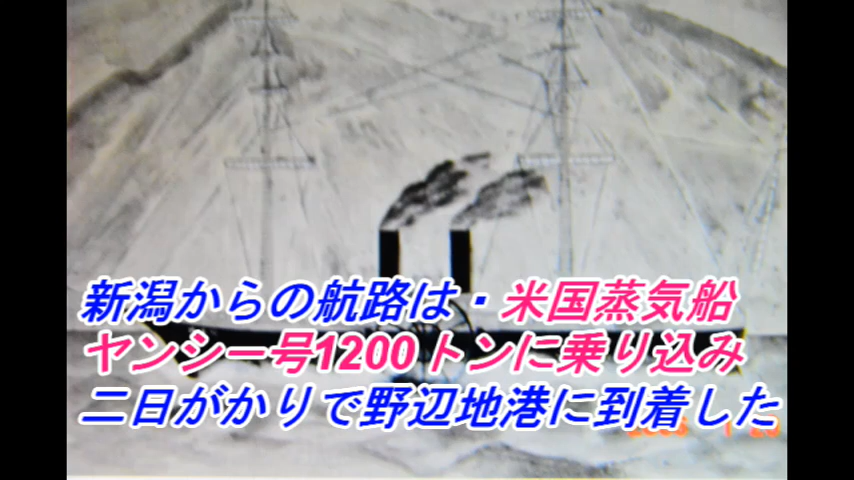 新潟からの航路は・米国蒸気船
ヤンシー号1200トンに乗り込み
二日がかりで野辺地港に到着した